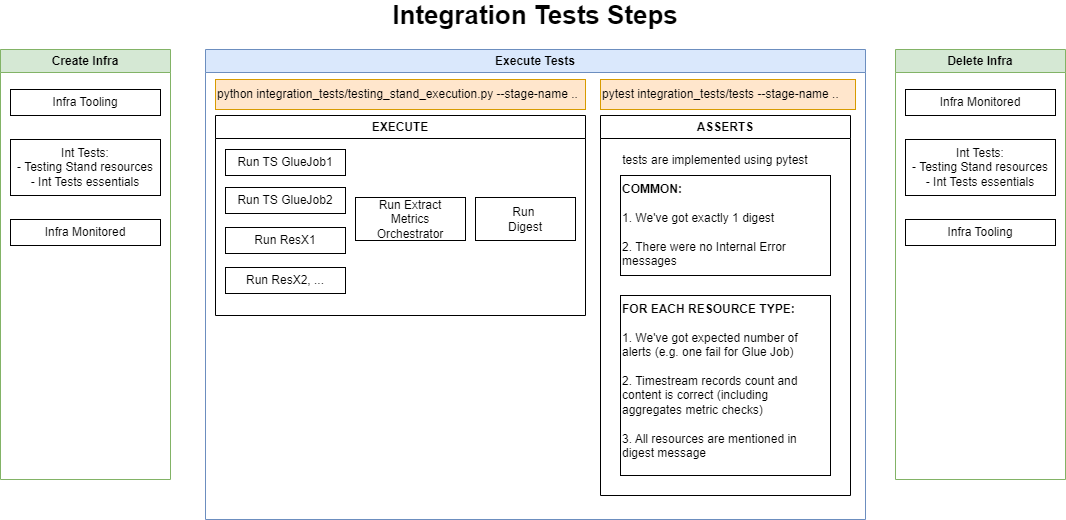 Integration Tests Steps
Create Infra
Infra Tooling
Int Tests:
- Testing Stand resources
- Int Tests essentials
Infra Monitored
Execute Tests
python integration_tests/testing_stand_execution.py --stage-name ..
EXECUTE
Run TS GlueJob1
Run TS GlueJob2
Run ResX1
Run ResX2, ...
Run Extract
Metrics
Orchestrator
Run
Digest
pytest integration_tests/tests --stage-name ..
ASSERTS
tests are implemented using pytest
COMMON:
1. We've got exactly 1 digest
2. There were no Internal Error
messages
FOR EACH RESOURCE TYPE:
1. We've got expected number of
alerts (e.g. one fail for Glue Job)
2. Timestream records count and
content is correct (including
aggregates metric checks)
3. All resources are mentioned in
digest message
Delete Infra
Infra Monitored
Int Tests:
- Testing Stand resources
- Int Tests essentials
Infra Tooling